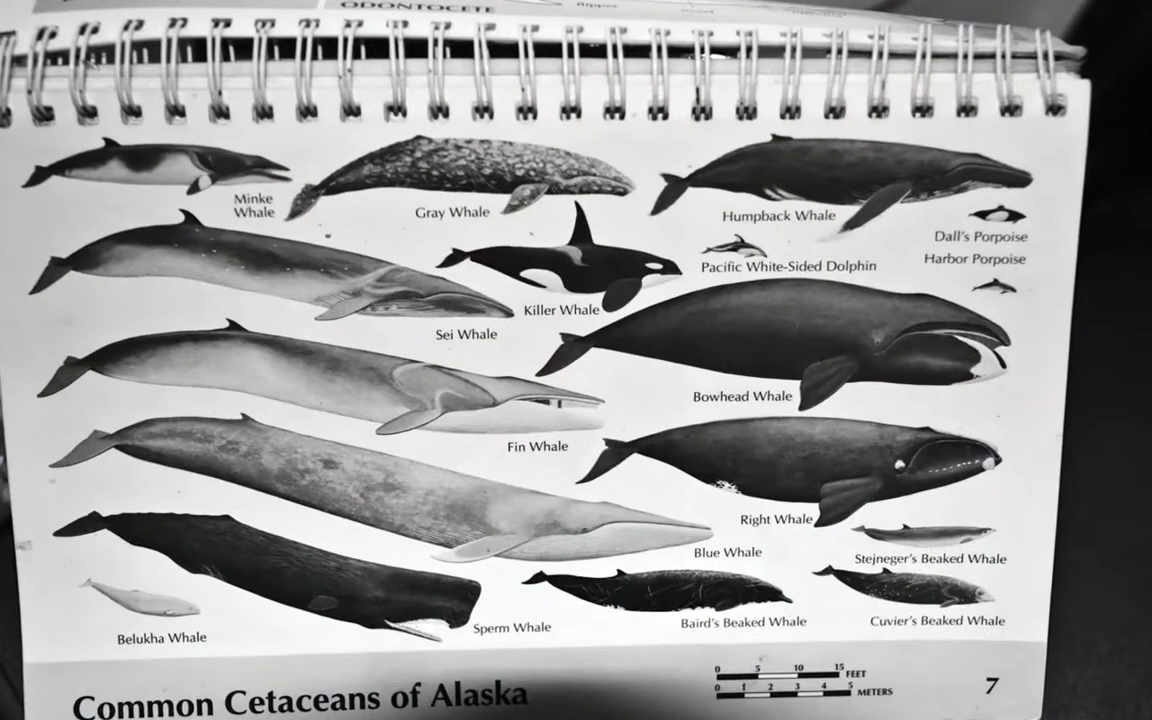 ODONTOCETE
Minke
Whale
Gray Whale
Humpback Whale
Dall's Porpoise
Pacific White-Sided Dolphin
Harbor Porpoise
Killer Whale
Sei Whale
Bowhead Whale
Fin Whale
Right Whale
Blue Whale
Stejneger's Beaked Whale
Belukha Whale
Sperm Whale
Baird's Beaked Whale
Cuvier's Beaked Whale
Common Cetaceans of Alaska
0 5 10 15 FEET
0 1 2 3 4 5 METERS
7